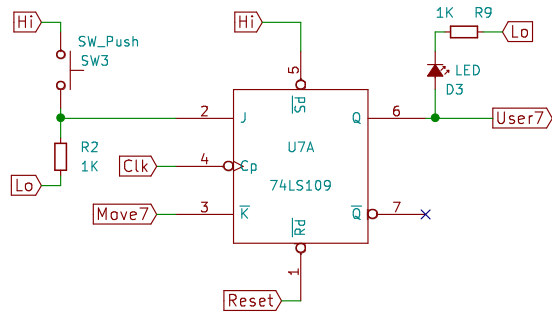 Hi
SW_Push
SW3
R2
1K
Lo
Hi
5
PS
2
J
Q
6
U7A
Clk
4
Cp
74LS109
Move7
3
K
Q
7
Rd
1
Reset
1K R9
Lo
LED
D3
User7